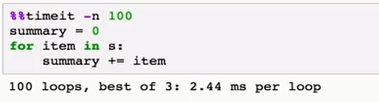 %%timeit -n 100
summary = 0
for item in s:
    summary += item
100 loops, best of 3: 2.44 ms per loop